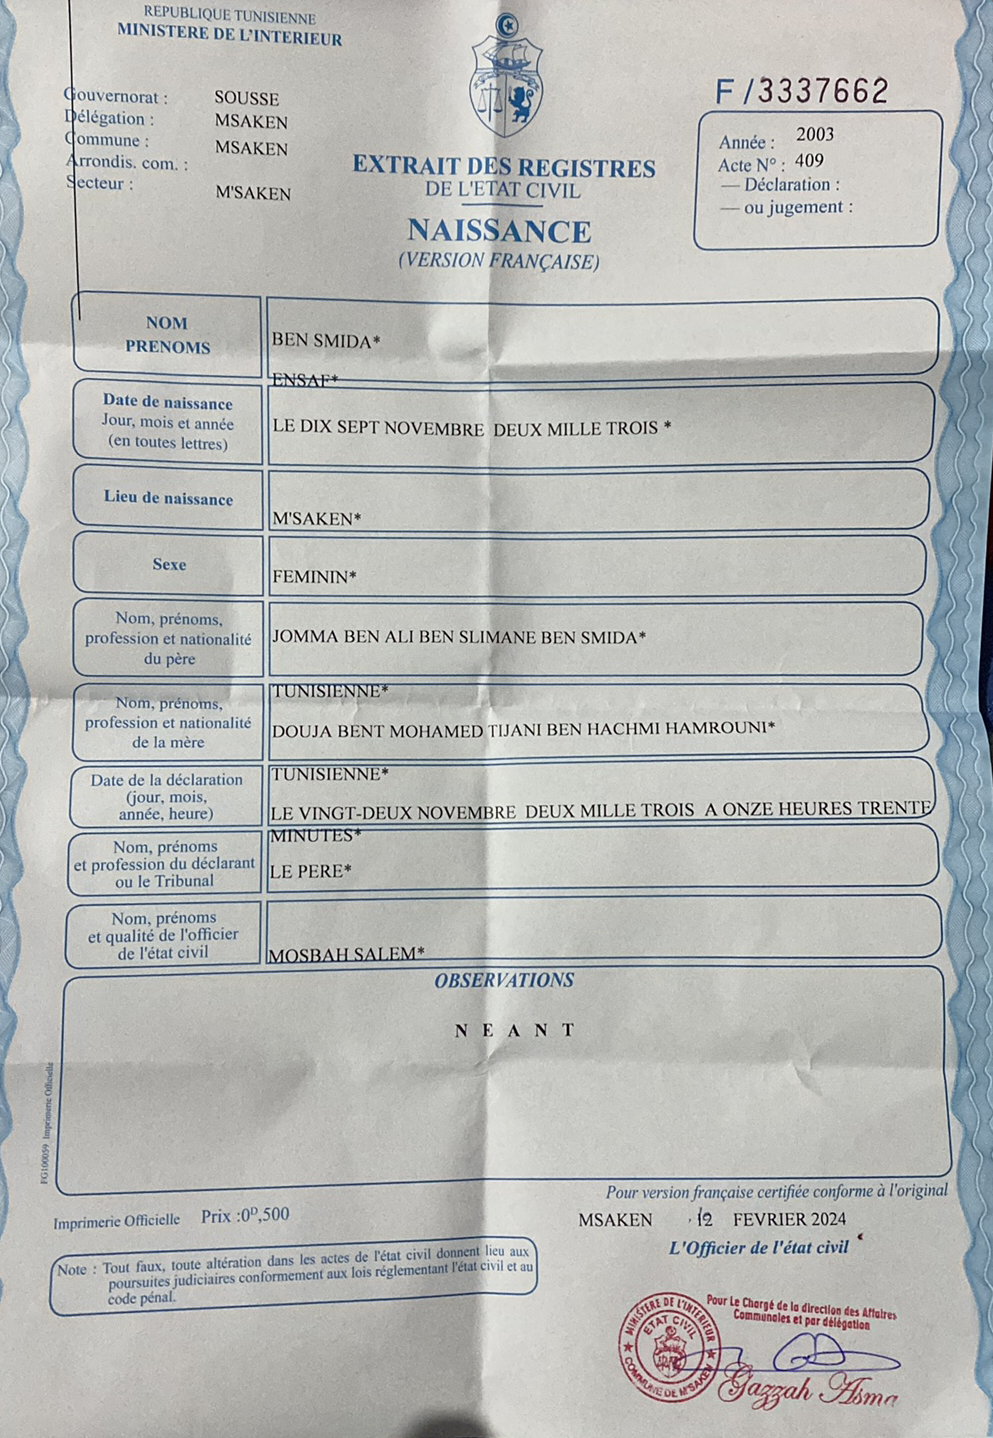 REPUBLIQUE TUNISIENNE
MINISTERE DE L'INTERIEUR
Gouvernorat : SOUSSE
Délégation : MSAKEN
Commune : MSAKEN
Arrondis. com. :
Secteur : M'SAKEN
EXTRAIT DES REGISTRES
DE L'ETAT CIVIL
NAISSANCE
(VERSION FRANÇAISE)
F/3337662
Année : 2003
Acte N° : 409
— Déclaration :
— ou jugement :
NOM
PRENOMS
BEN SMIDA*
ENSAF*
Date de naissance
Jour, mois et année
(en toutes lettres)
LE DIX SEPT NOVEMBRE DEUX MILLE TROIS *
Lieu de naissance
M'SAKEN*
Sexe
FEMININ*
Nom, prénoms,
profession et nationalité
du père
JOMMA BEN ALI BEN SLIMANE BEN SMIDA*
TUNISIENNE*
Nom, prénoms,
profession et nationalité
de la mère
DOUJA BENT MOHAMED TIJANI BEN HACHMI HAMROUNI*
TUNISIENNE*
Date de la déclaration
(jour, mois,
année, heure)
LE VINGT-DEUX NOVEMBRE DEUX MILLE TROIS A ONZE HEURES TRENTE
MINUTES*
Nom, prénoms
et profession du déclarant
ou le Tribunal
LE PERE*
Nom, prénoms
et qualité de l'officier
de l'état civil
MOSBAH SALEM*
OBSERVATIONS
N E A N T
FG100059 Imprimerie Officielle
Imprimerie Officielle Prix :0ᴰ,500
Note : Tout faux, toute altération dans les actes de l'état civil donnent lieu aux
poursuites judiciaires conformement aux lois réglementant l'état civil et au
code pénal.
Pour version française certifiée conforme à l'original
MSAKEN 12 FEVRIER 2024
L'Officier de l'état civil
Pour Le Chargé de la direction des Affaires
Communales et par délégation
MINISTERE DE L'INTERIEUR
ETAT CIVIL
COMMUNE DE M'SAKEN
Gazzah Asma